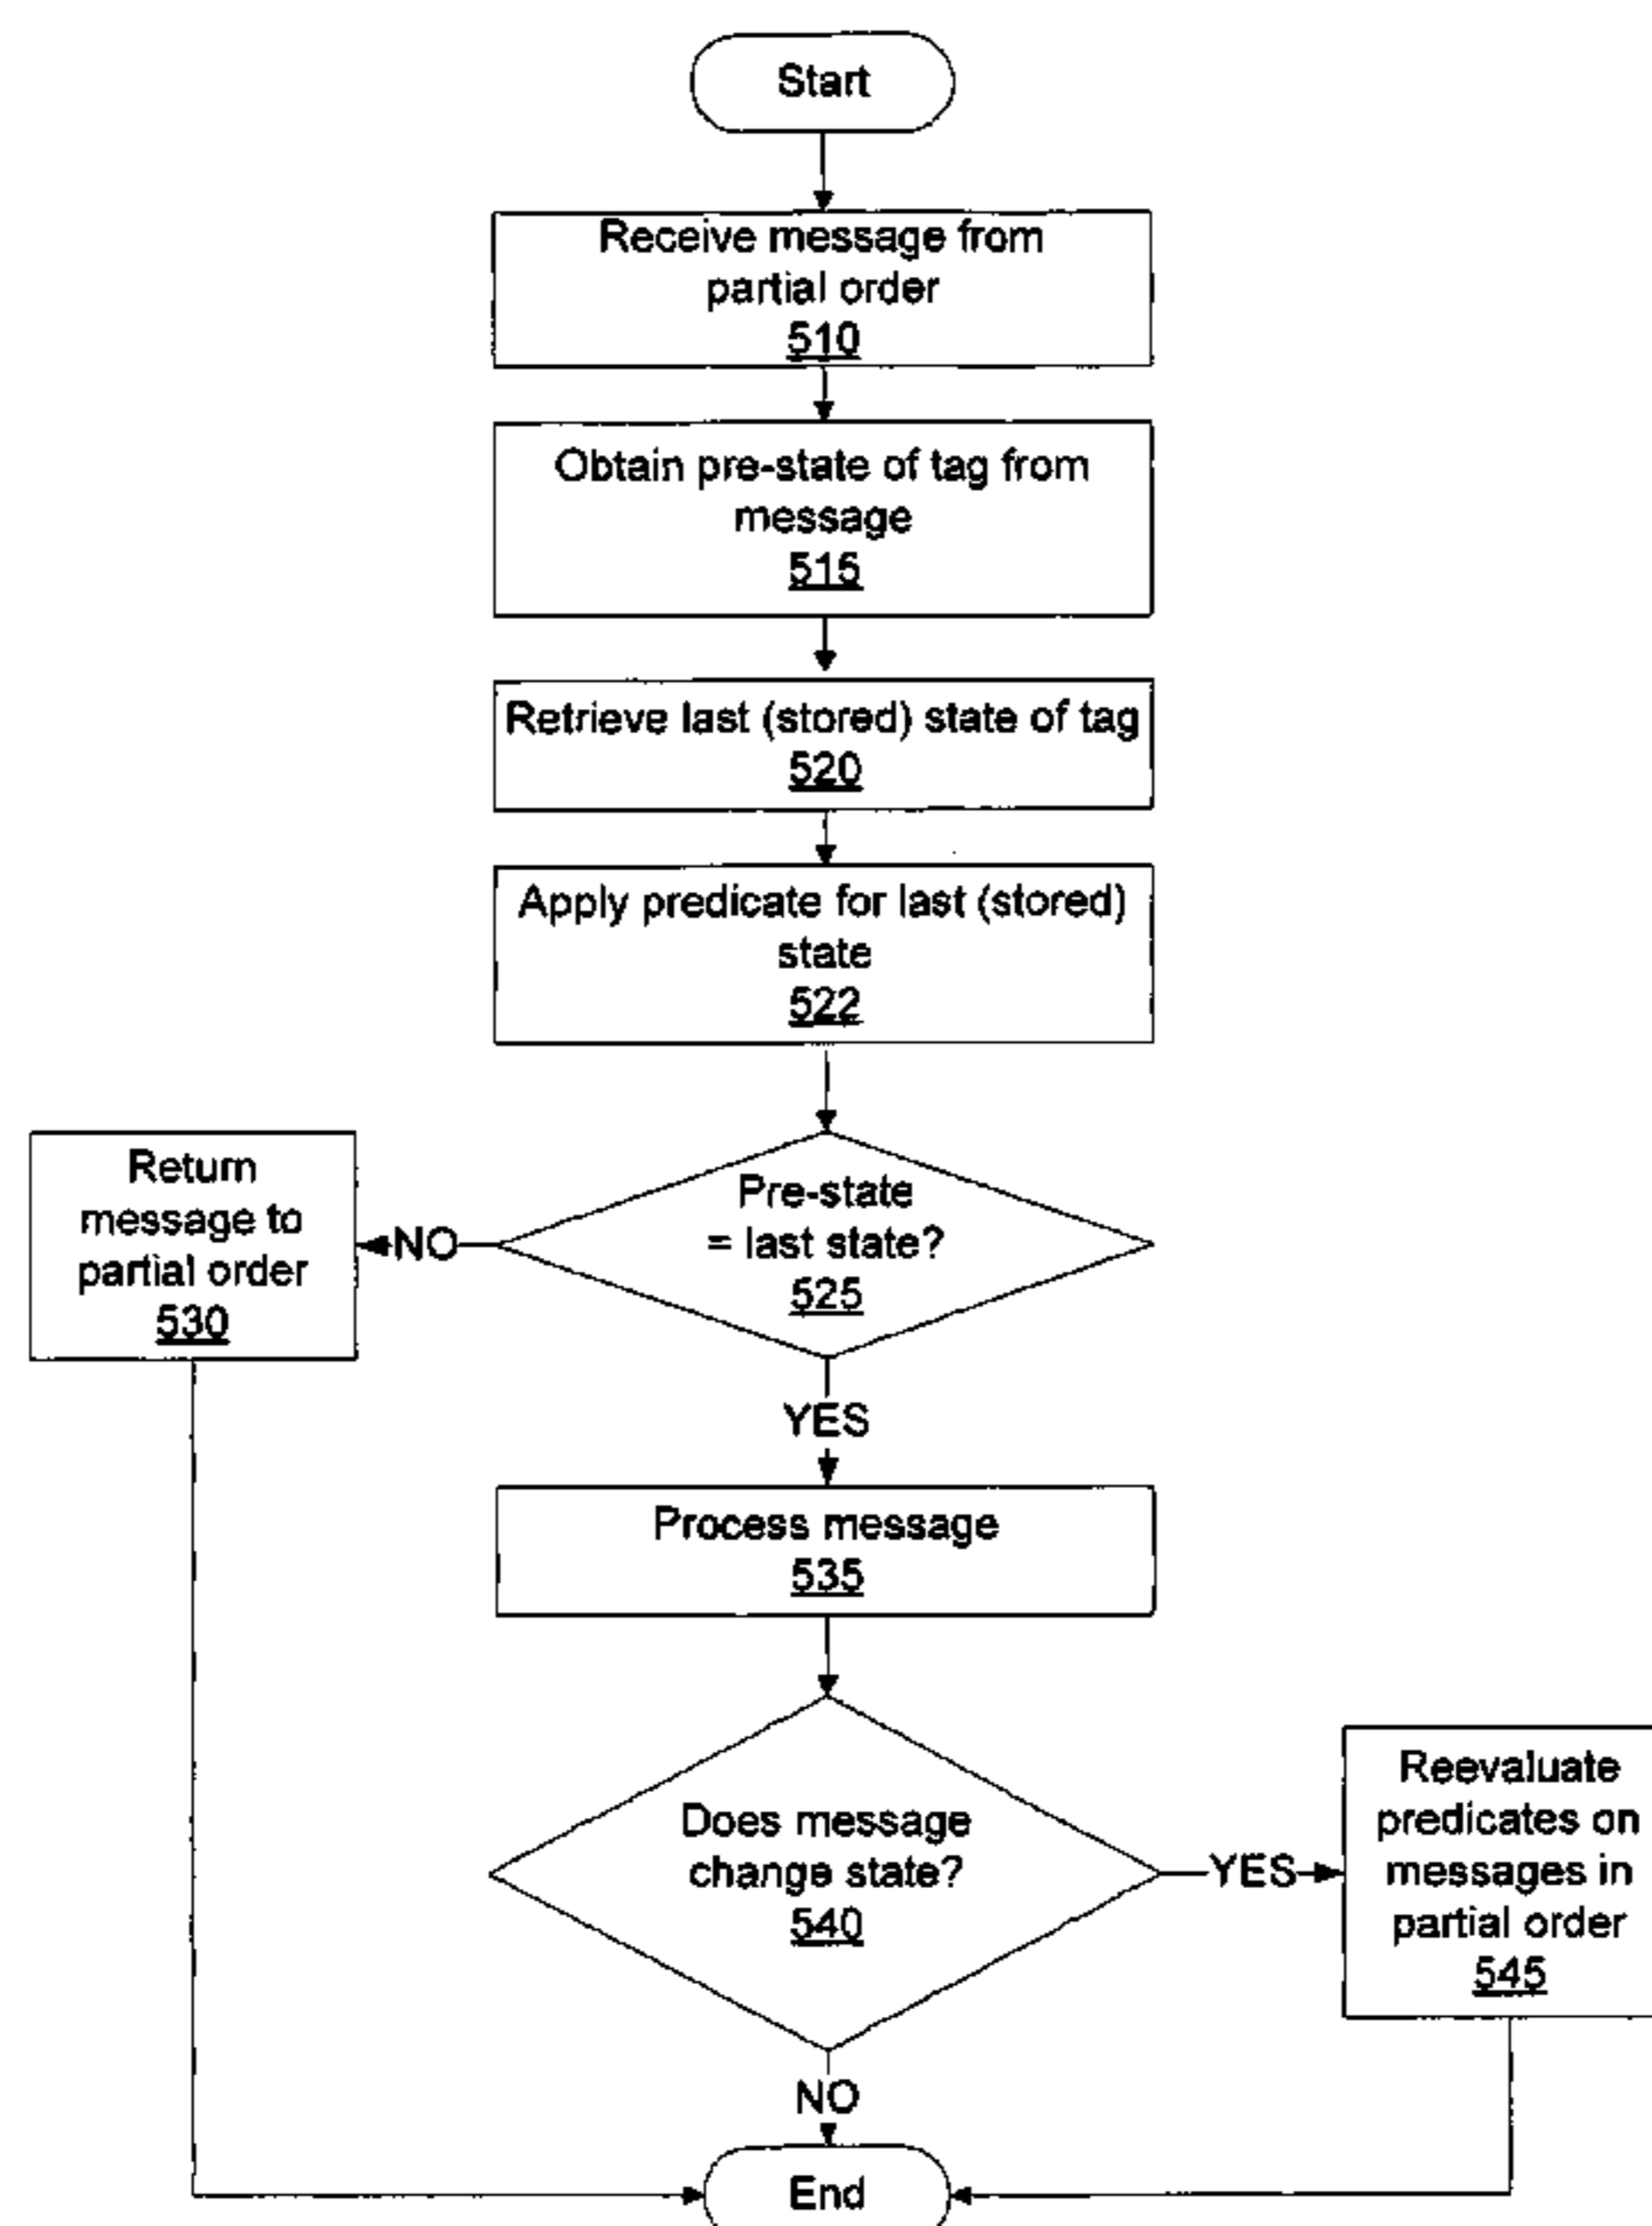 Start
Receive message from
partial order
510
Obtain pre-state of tag from
message
515
Retrieve last (stored) state of tag
520
Apply predicate for last (stored)
state
522
Pre-state
= last state?
525
NO
Return
message to
partial order
530
YES
Process message
535
Does message
change state?
540
YES
Reevaluate
predicates on
messages in
partial order
545
NO
End